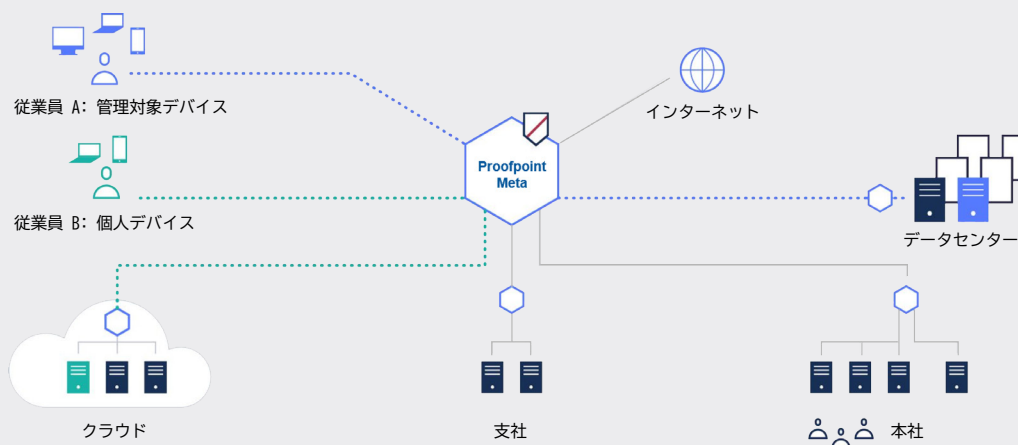 従業員 A: 管理対象デバイス
インターネット
Proofpoint
Meta
従業員 B: 個人デバイス
データセンター
クラウド
支社
本社